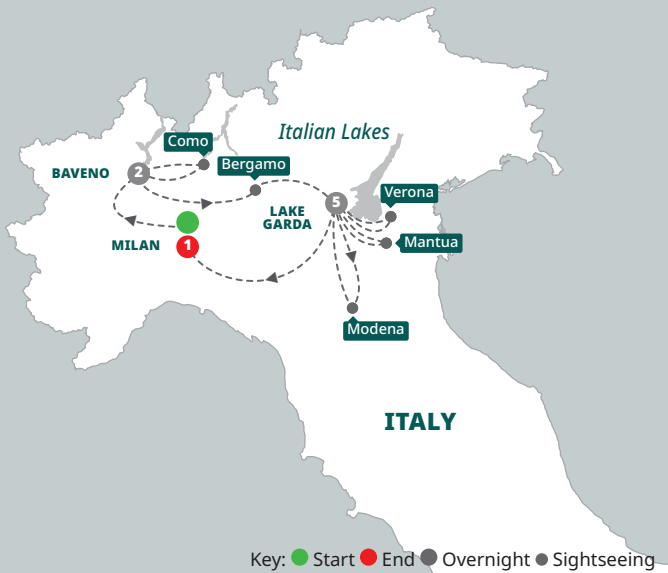 Italian Lakes
Como
Bergamo
BAVENO
2
Verona
5
LAKE
GARDA
MILAN
1
Mantua
Modena
ITALY
Key: Start End Overnight Sightseeing